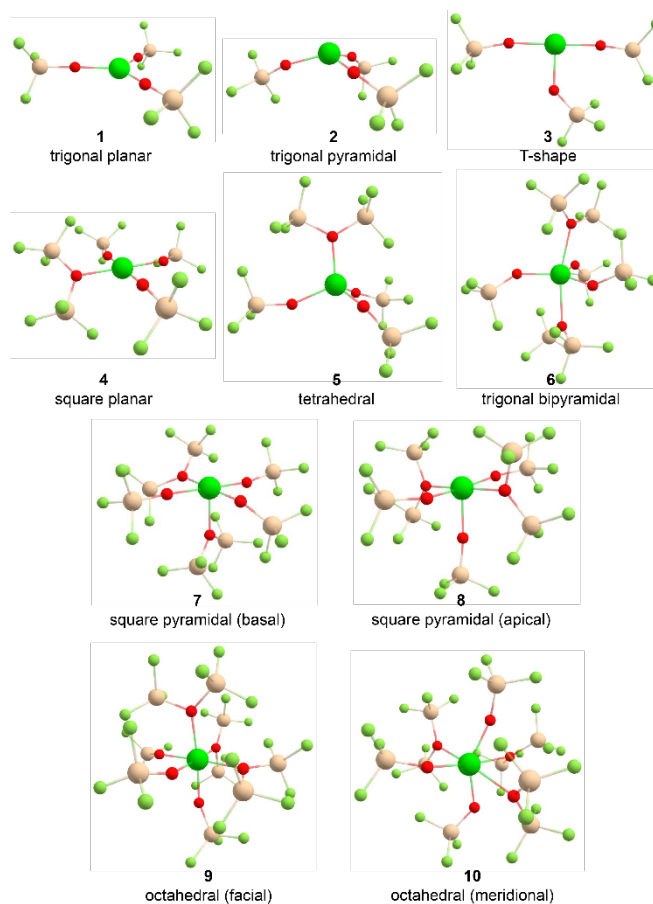 1 2 3
trigonal planar trigonal pyramidal T-shape
4 5 6
square planar tetrahedral trigonal bipyramidal
7 8
square pyramidal (basal) square pyramidal (apical)
9 10
octahedral (facial) octahedral (meridional)